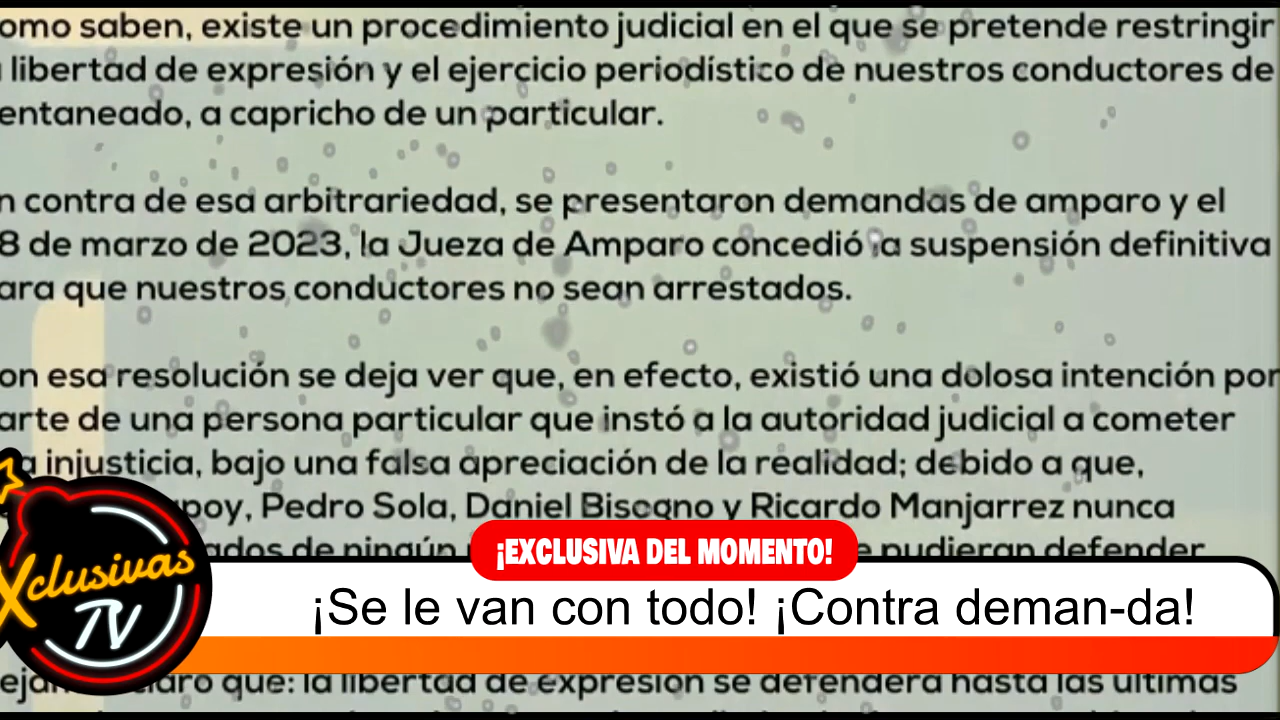 omo saben, existe un procedimiento judicial en el que se pretende restringir
libertad de expresión y el ejercicio periodístico de nuestros conductores de
entaneado, a capricho de un particular.
n contra de esa arbitrariedad, se presentaron demandas de amparo y el
8 de marzo de 2023, la Jueza de Amparo concedió la suspensión definitiva
ara que nuestros conductores no sean arrestados.
on esa resolución se deja ver que, en efecto, existió una dolosa intención por
arte de una persona particular que instó a la autoridad judicial a cometer
a injusticia, bajo una falsa apreciación de la realidad; debido a que,
poy, Pedro Sola, Daniel Bisogno y Ricardo Manjarrez nunca
ados de ningún
e pudieran defender
¡EXCLUSIVA DEL MOMENTO!
¡Se le van con todo! ¡Contra deman-da!
Xclusivas
TV
claro que: la libertad de expresión se defenderá hasta las últimas